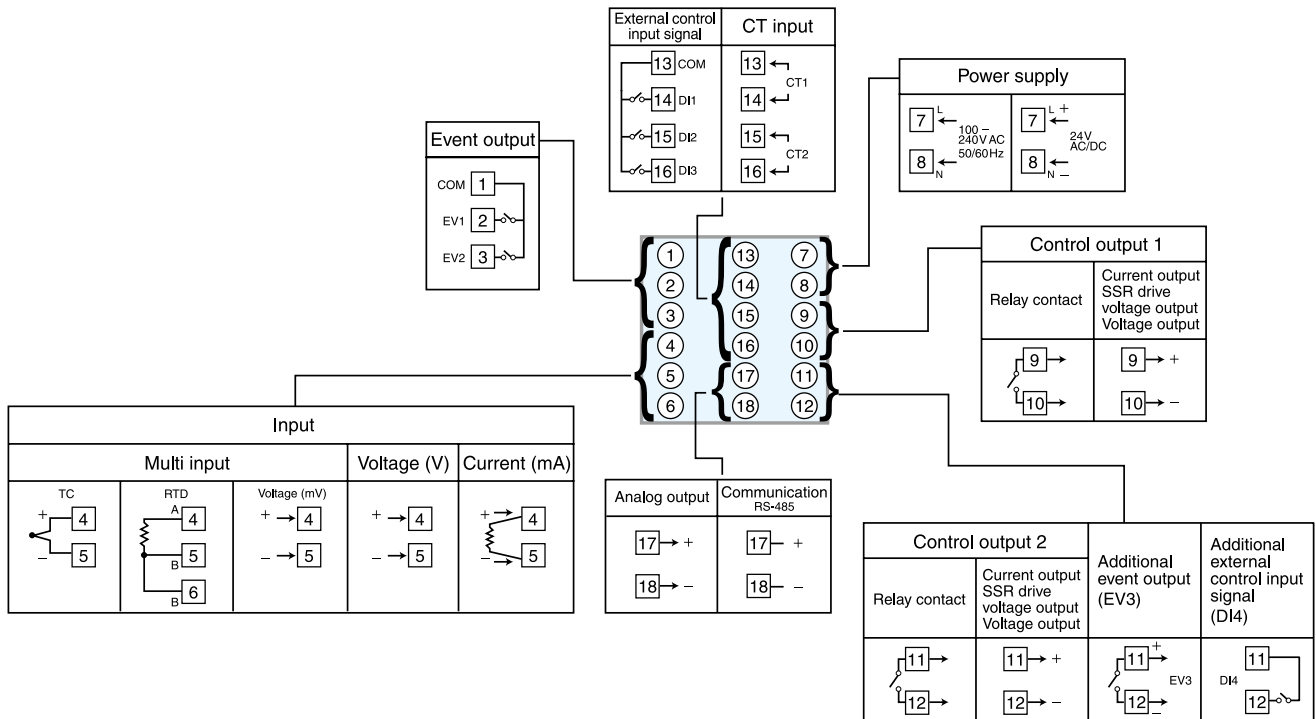 External control
input signal
CT input
13 COM
14 DI1
15 DI2
16 DI3
13
CT1
14
15
CT2
16
Power supply
7 L
100 –
240V AC
50/60Hz
8 N
7 L +
24V
AC/DC
8 N –
Event output
COM 1
EV1 2
EV2 3
1
2
3
4
5
6
13
14
15
16
17
18
7
8
9
10
11
12
Control output 1
Relay contact
Current output
SSR drive
voltage output
Voltage output
9
10
9 +
10 –
Input
Multi input
Voltage (V)
Current (mA)
TC
+ 4
– 5
RTD
A 4
5
B
6
B
Voltage (mV)
+ 4
– 5
+ 4
– 5
+ 4
– 5
Analog output
Communication
RS-485
17 +
18 –
17 +
18 –
Control output 2
Relay contact
Current output
SSR drive
voltage output
Voltage output
Additional
event output
(EV3)
Additional
external
control input
signal
(DI4)
11
12
11 +
12 –
11 +
EV3
12 –
11
DI4
12